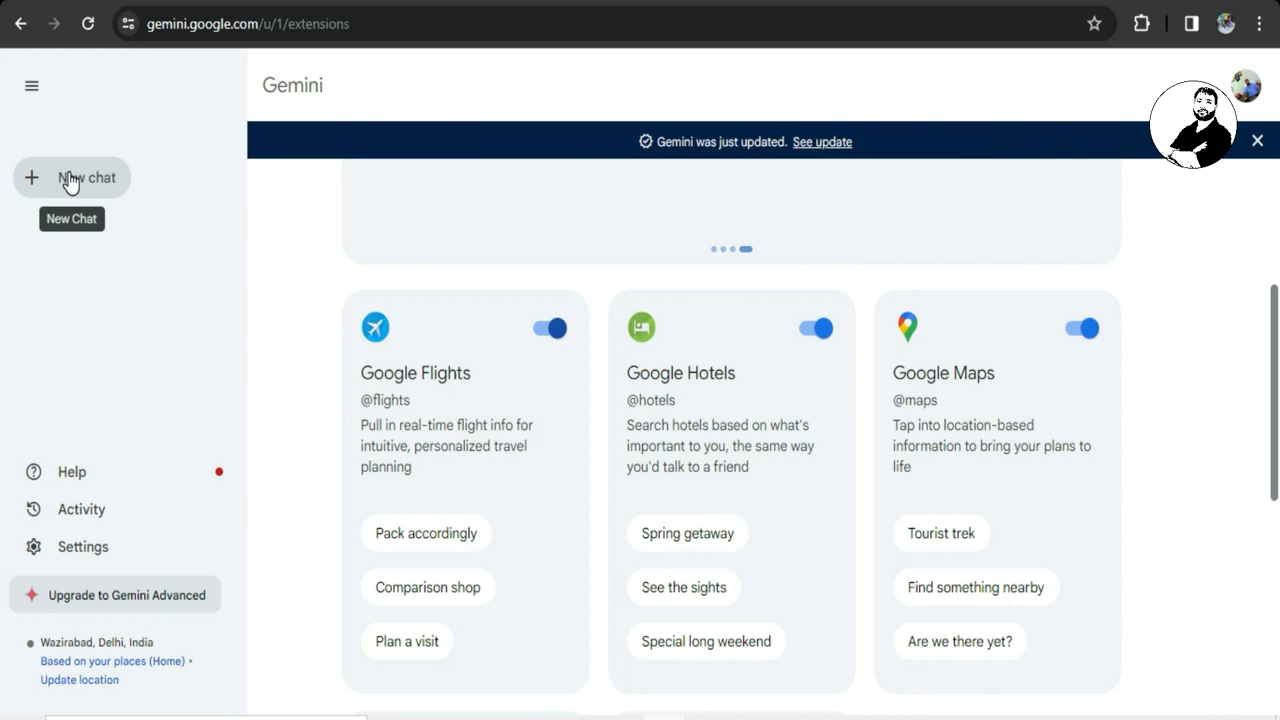 gemini.google.com/u/1/extensions
Gemini
Gemini was just updated. See update
New chat
New Chat
Google Flights
@flights
Pull in real-time flight info for
intuitive, personalized travel
planning
Pack accordingly
Comparison shop
Plan a visit
Google Hotels
@hotels
Search hotels based on what's
important to you, the same way
you'd talk to a friend
Spring getaway
See the sights
Special long weekend
Google Maps
@maps
Tap into location-based
information to bring your plans to
life
Tourist trek
Find something nearby
Are we there yet?
Help
Activity
Settings
Upgrade to Gemini Advanced
Wazirabad, Delhi, India
Based on your places (Home) •
Update location